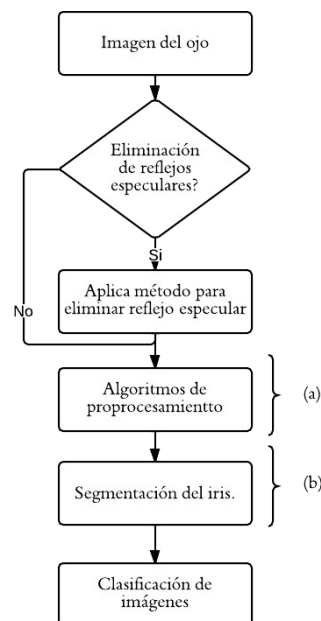 Imagen del ojo
Eliminación
de reflejos
especulares?
Si
Aplica método para
eliminar reflejo especular
No
Algoritmos de
proprocesamientto
(a)
Segmentación del iris.
(b)
Clasificación de
imágenes